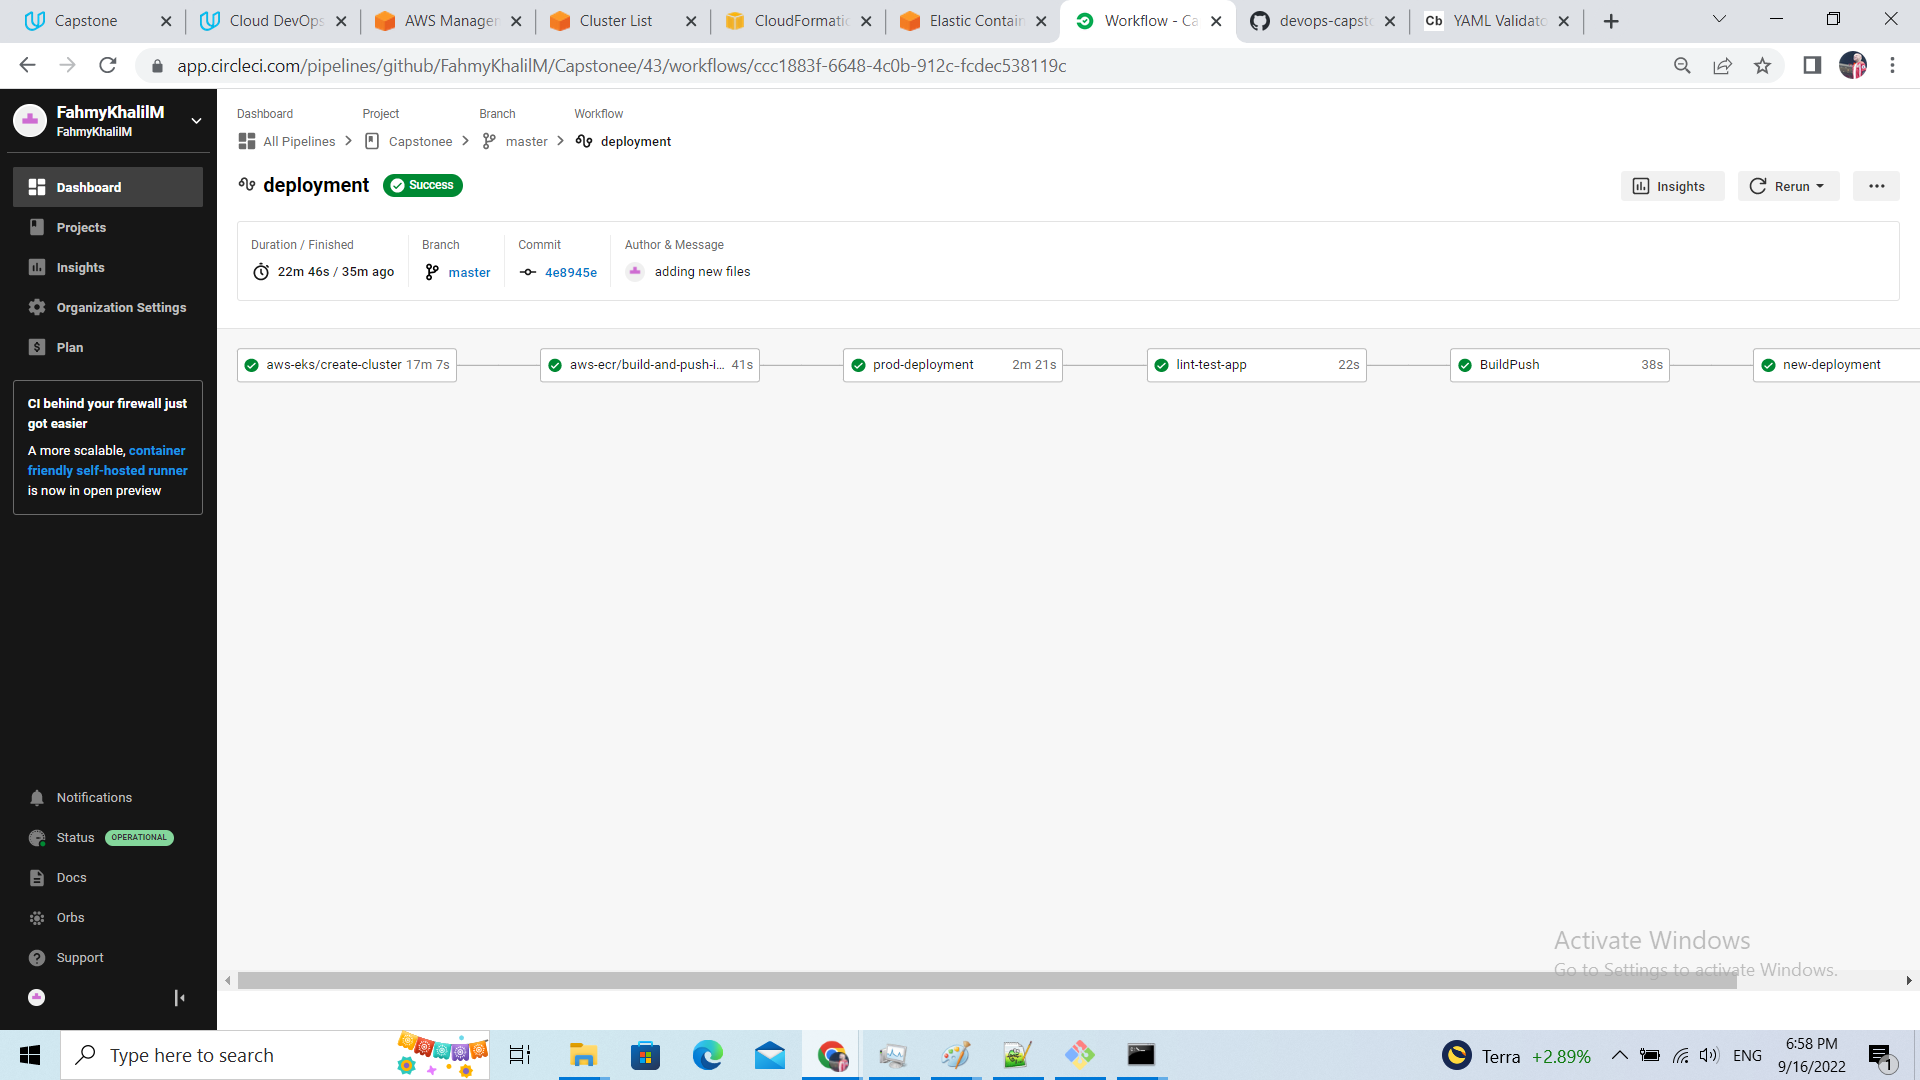 Capstone
Cloud DevOps
AWS Manager
Cluster List
CloudFormatic
Elastic Contain
Workflow - Ca
devops-capsto
Cb YAML Validato
app.circleci.com/pipelines/github/FahmyKhalilM/Capstonee/43/workflows/ccc1883f-6648-4c0b-912c-fcdec538119c
FahmyKhalilM
FahmyKhalilM
Dashboard
Projects
Insights
Organization Settings
Plan
CI behind your firewall just
got easier
A more scalable, container
friendly self-hosted runner
is now in open preview
Notifications
Status OPERATIONAL
Docs
Orbs
Support
Dashboard Project Branch Workflow
All Pipelines Capstonee master deployment
deployment Success
Insights Rerun
Duration / Finished Branch Commit Author & Message
22m 46s / 35m ago master 4e8945e adding new files
aws-eks/create-cluster 17m 7s
aws-ecr/build-and-push-i... 41s
prod-deployment 2m 21s
lint-test-app 22s
BuildPush 38s
new-deployment
Activate Windows
Go to Settings to activate Windows.
Type here to search
Terra +2.89%
ENG
6:58 PM
9/16/2022
1